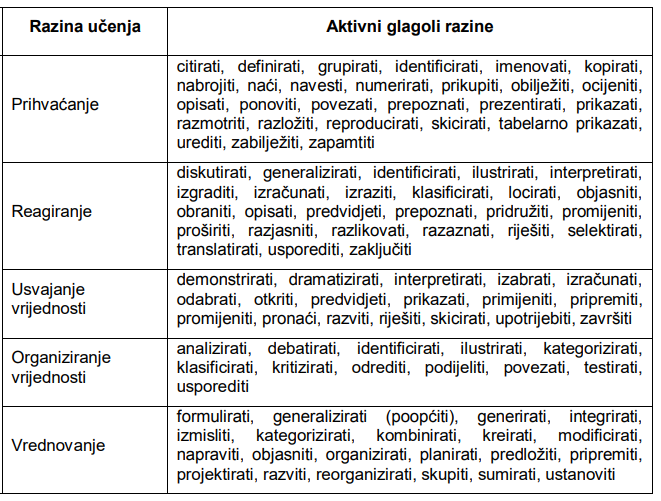 Razina učenja
Aktivni glagoli razine
Prihvaćanje
citirati, definirati, grupirati, identificirati, imenovati, kopirati,
nabrojiti, naći, navesti, numerirati, prikupiti, obilježiti, ocijeniti,
opisati, ponoviti, povezati, prepoznati, prezentirati, prikazati,
razmotriti, razložiti, reproducirati, skicirati, tabelarno prikazati,
urediti, zabilježiti, zapamtiti
Reagiranje
diskutirati, generalizirati, identificirati, ilustrirati, interpretirati,
izgraditi, izračunati, izraziti, klasificirati, locirati, objasniti,
obraniti, opisati, predvidjeti, prepoznati, pridružiti, promijeniti,
proširiti, razjasniti, razlikovati, razaznati, riješiti, selektirati,
translatirati, usporediti, zaključiti
Usvajanje
vrijednosti
demonstrirati, dramatizirati, interpretirati, izabrati, izračunati,
odabrati, otkriti, predvidjeti, prikazati, primijeniti, pripremiti,
promijeniti, pronaći, razviti, riješiti, skicirati, upotrijebiti, završiti
Organiziranje
vrijednosti
analizirati, debatirati, identificirati, ilustrirati, kategorizirati,
klasificirati, kritizirati, odrediti, podijeliti, povezati, testirati,
usporediti
Vrednovanje
formulirati, generalizirati (poopćiti), generirati, integrirati,
izmisliti, kategorizirati, kombinirati, kreirati, modificirati,
napraviti, objasniti, organizirati, planirati, predložiti, pripremiti,
projektirati, razviti, reorganizirati, skupiti, sumirati, ustanoviti